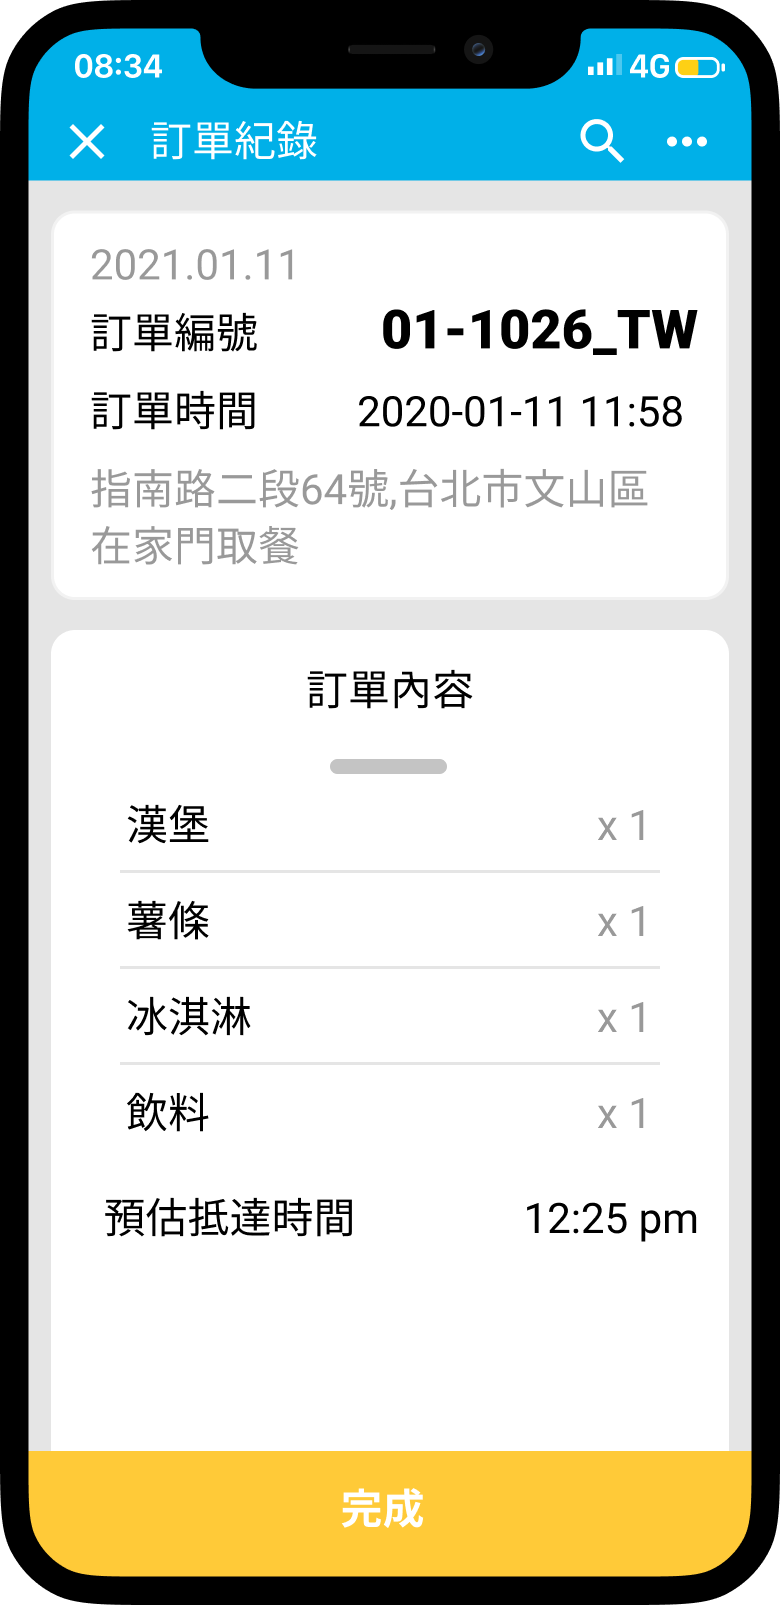 08:34 4G
訂單紀錄
2021.01.11
訂單編號 01-1026_TW
訂單時間 2020-01-11 11:58
指南路二段64號,台北市文山區
在家門取餐
訂單內容
漢堡 x 1
薯條 x 1
冰淇淋 x 1
飲料 x 1
預估抵達時間 12:25 pm
完成